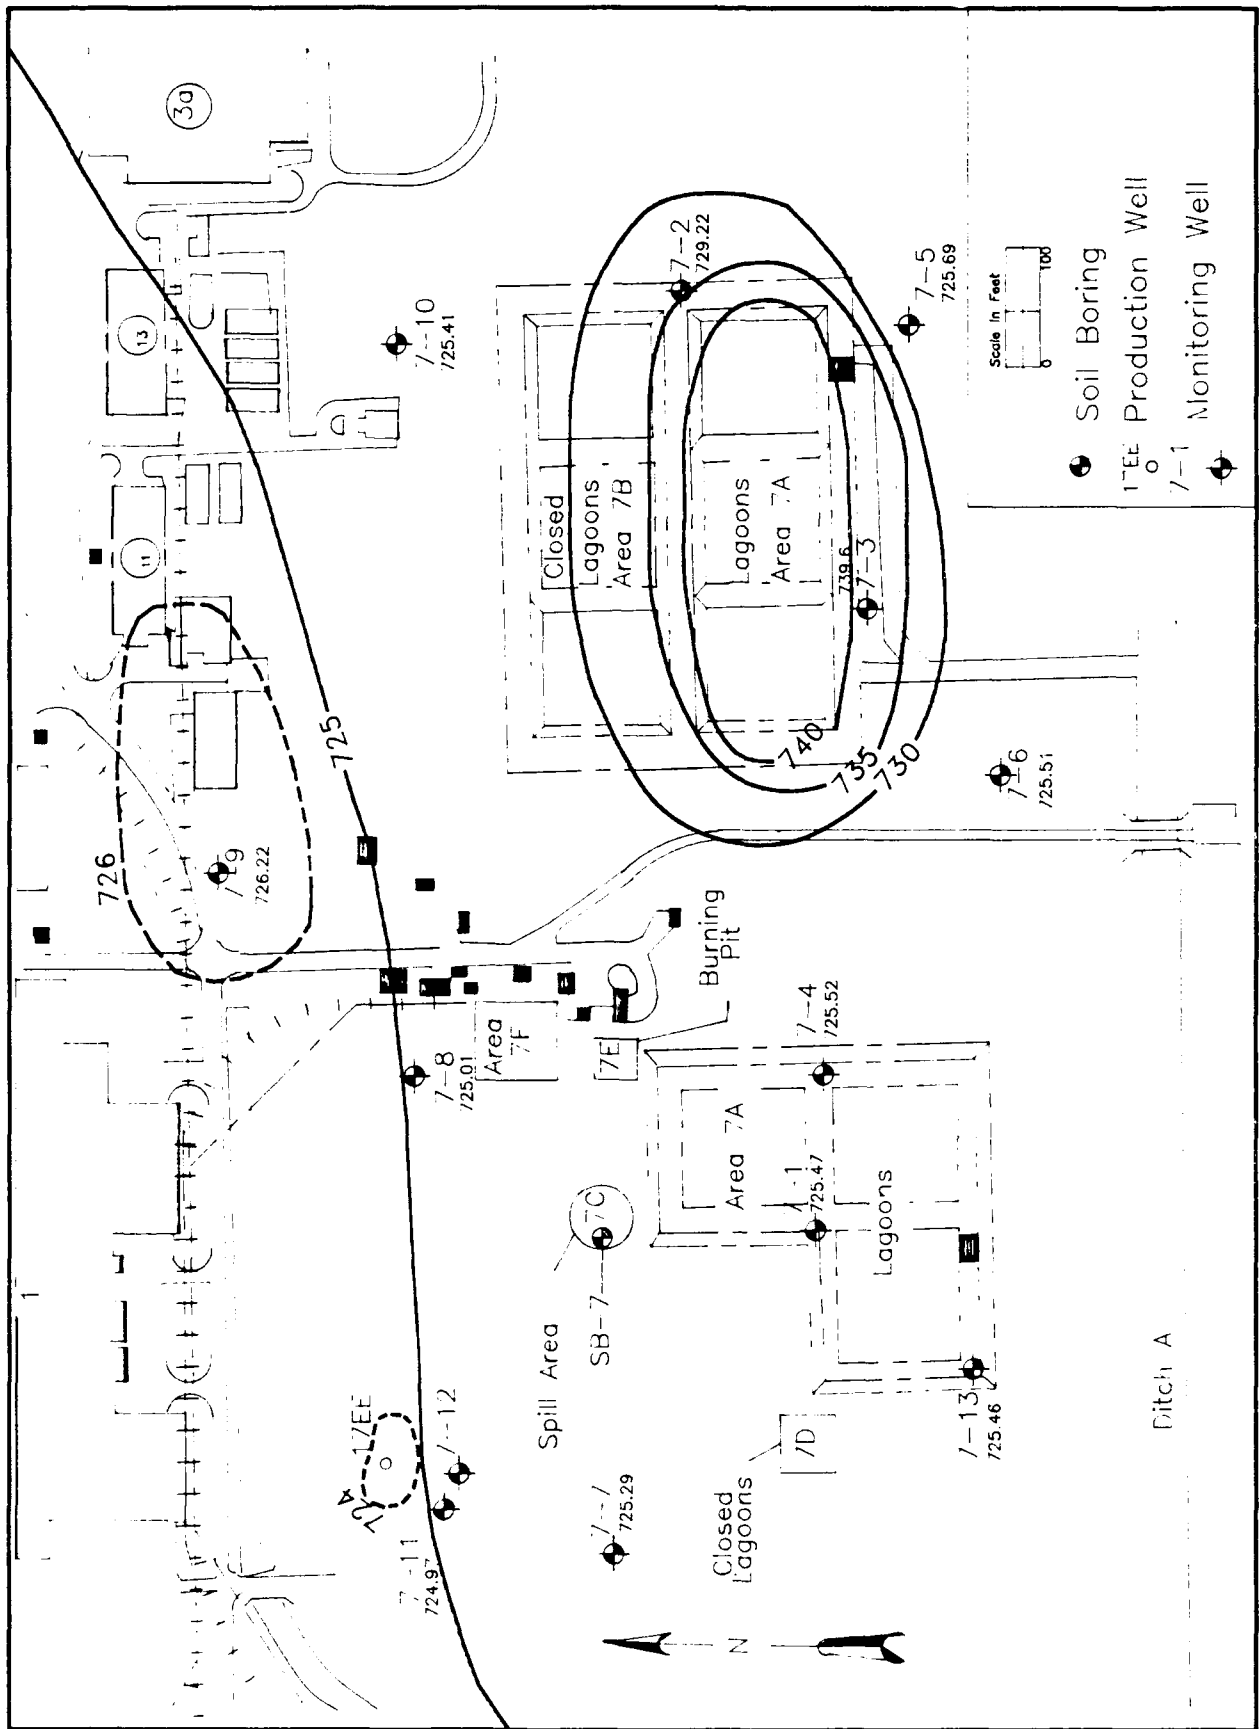 1
3a
13
11
726
7-9
726.22
725
7-10
725.41
17EE
724
7-12
7-11
724.97
7-8
725.01
Area
7F
7E
Burning
Pit
Closed
Lagoons
Area 7B
7-2
729.22
Lagoons
Area 7A
739.6
7-3
740
735
730
7-5
725.69
7-6
725.51
Spill Area
7C
SB-7
7-7
725.29
Area 7A
7-4
725.52
7-1
725.47
Lagoons
Closed
Lagoons
7D
7-13
725.46
Ditch A
N
Scale In Feet
0 100
Soil Boring
17EE Production Well
7-1 Monitoring Well